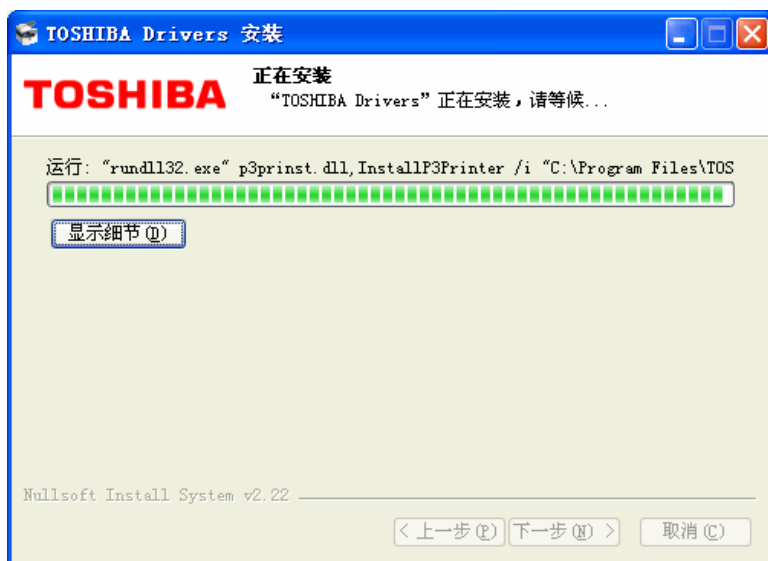 TOSHIBA Drivers 安装
TOSHIBA
正在安装
“TOSHIBA Drivers”正在安装，请等候...
运行: “rundll32.exe“ p3prinst.dll,InstallP3Printer /i “C:\Program Files\TOS
显示细节(D)
Nullsoft Install System v2.22
< 上一步(P) 下一步(N) > 取消(C)